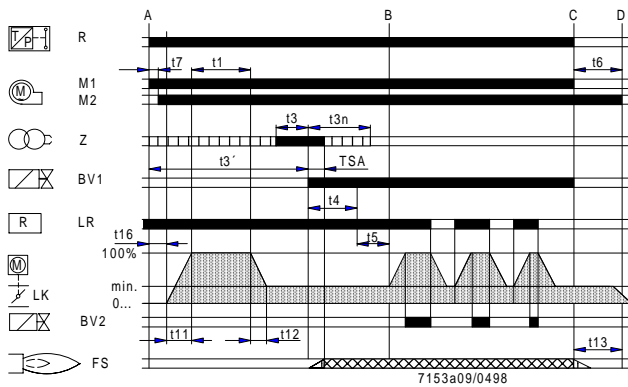 A B C D
T/P R
t7 t1 t6
M M1
M2
t3 t3n
Z
t3´ TSA
BV1
t4
R LR
t16 t5
100%
M
min.
LK
0...
BV2
t11 t12 t13
FS
7153a09/0498